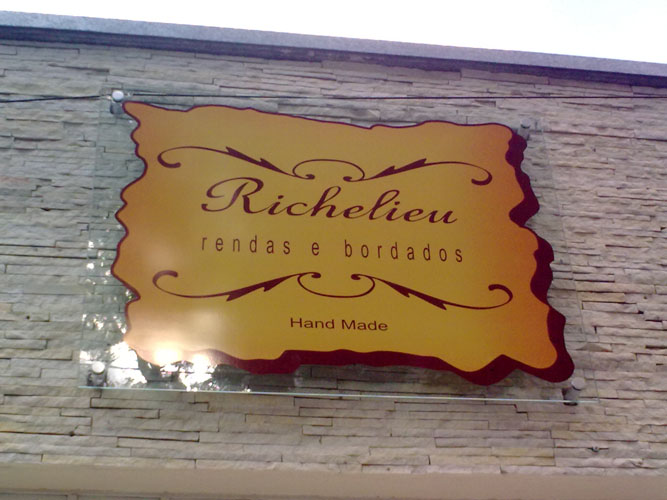 Richelieu
rendas e bordados
Hand Made